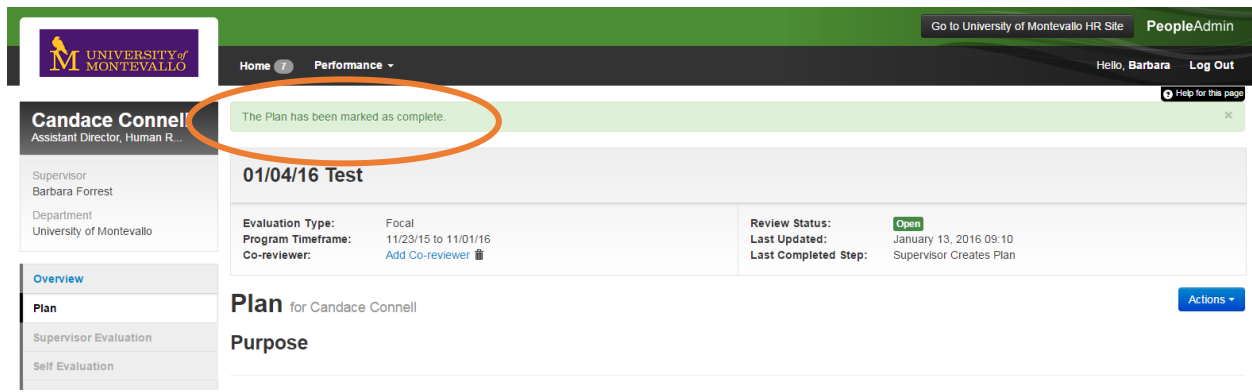 Go to University of Montevallo HR Site PeopleAdmin
M UNIVERSITY of
MONTEVALLO
Home 7 Performance Hello, Barbara Log Out
? Help for this page
Candace Connell
Assistant Director, Human R...
The Plan has been marked as complete. ×
Supervisor
Barbara Forrest
Department
University of Montevallo
01/04/16 Test
Evaluation Type: Focal
Program Timeframe: 11/23/15 to 11/01/16
Co-reviewer: Add Co-reviewer
Review Status: Open
Last Updated: January 13, 2016 09:10
Last Completed Step: Supervisor Creates Plan
Overview
Plan
Supervisor Evaluation
Self Evaluation
Plan for Candace Connell
Actions
Purpose